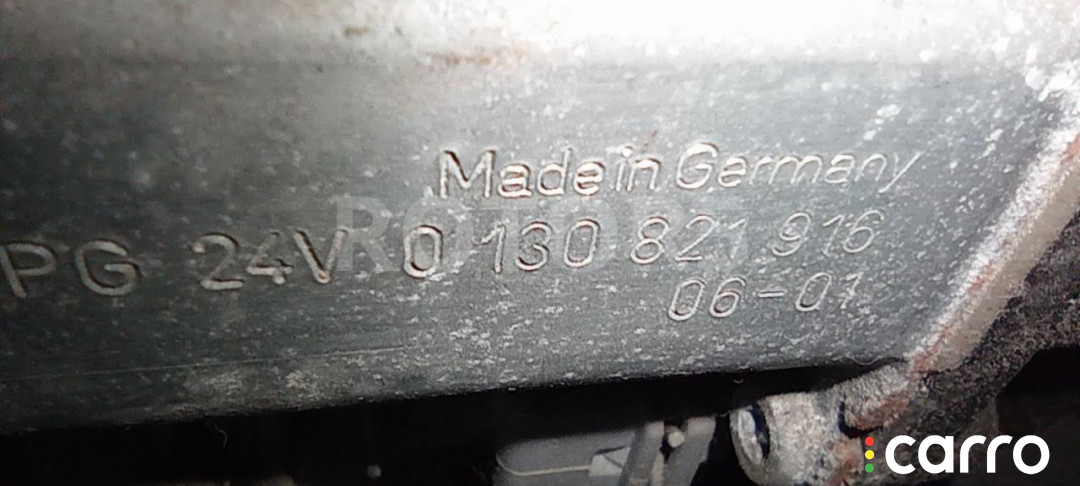 Made in Germany
PG 24V 0 130 821 916
06-01
carro